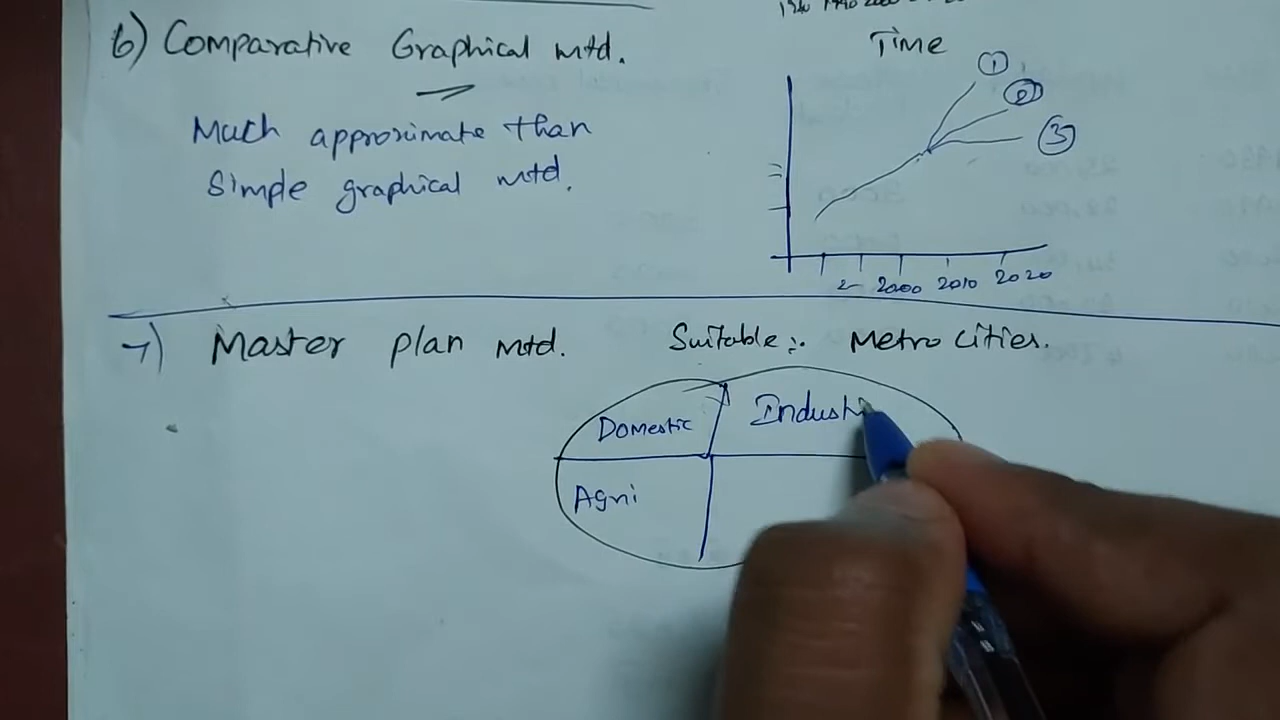 6) Comparative Graphical mtd.
Much approximate than
Simple graphical mtd.
Time
1
2
3
2000 2010 2020
7) Master plan mtd. Suitable:. Metro Cities.
Domestic
Indust
Agri